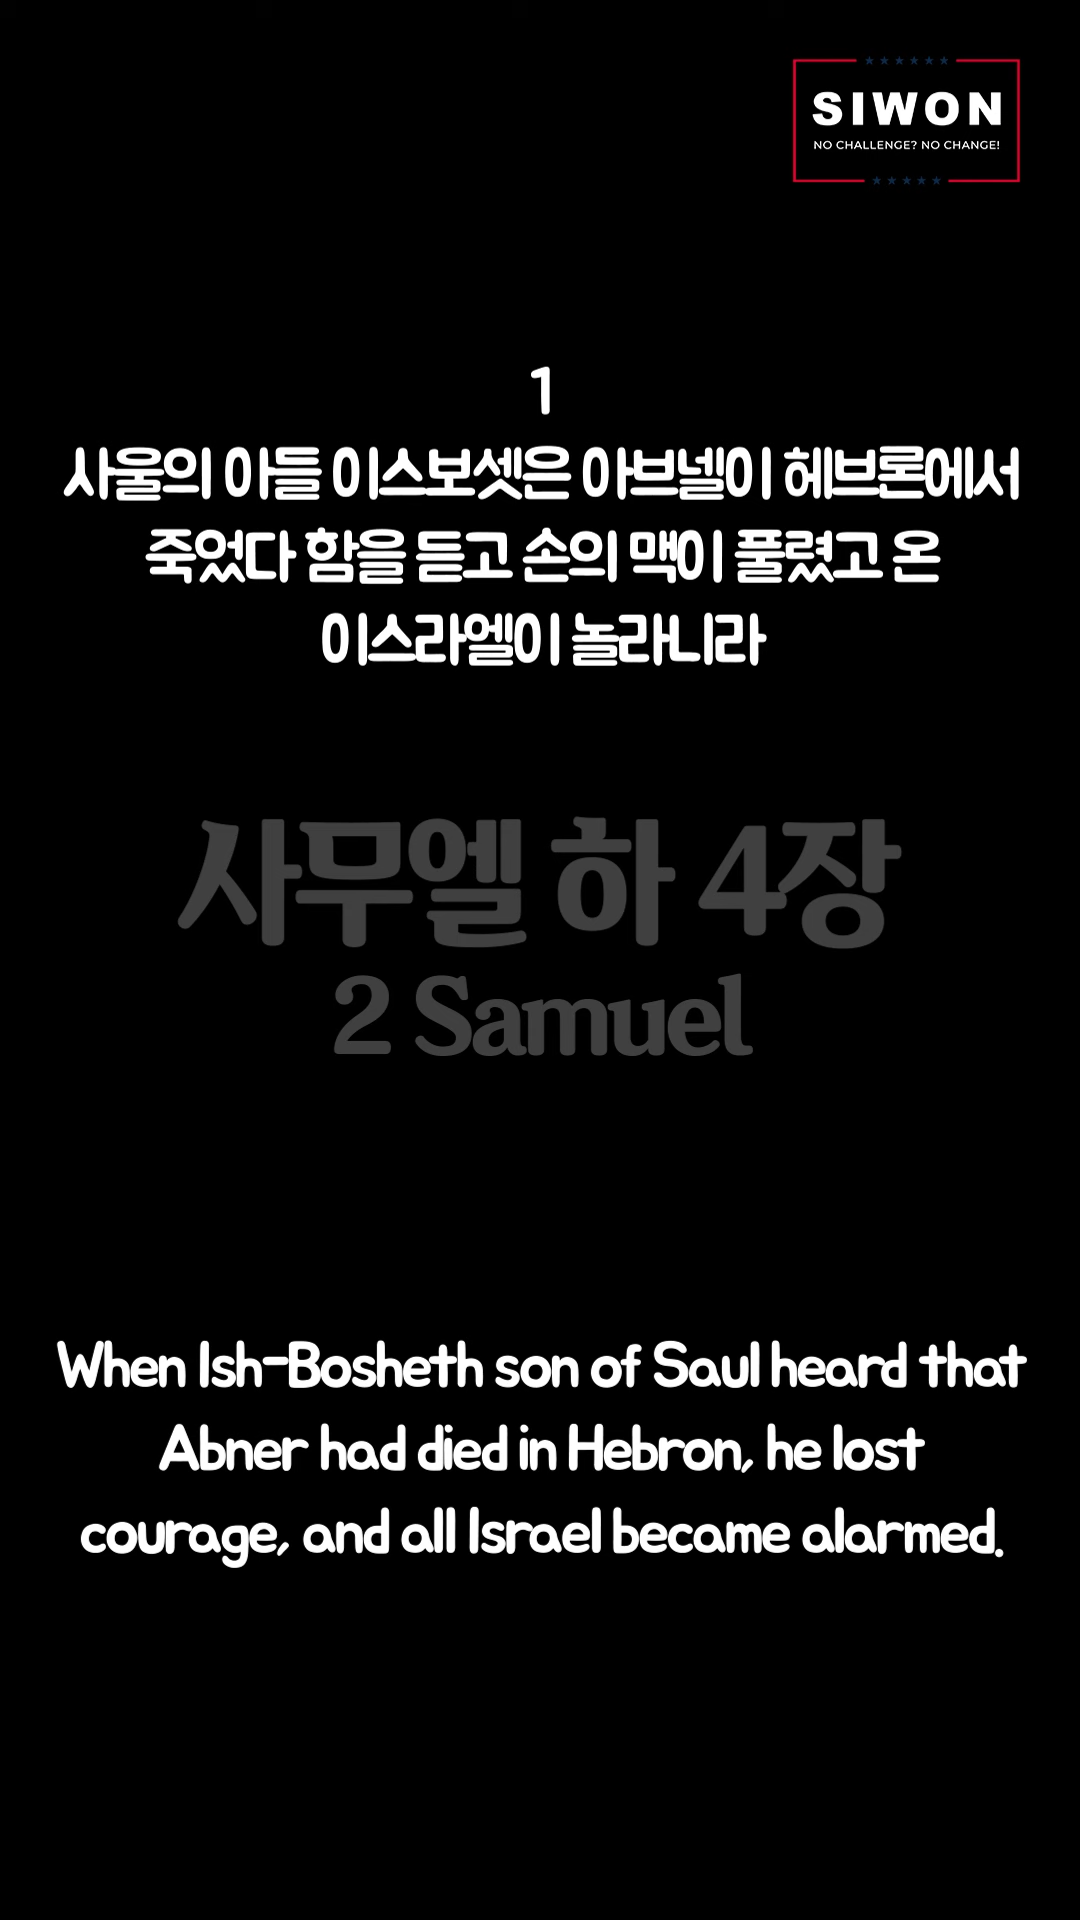 SIWON
NO CHALLENGE? NO CHANGE!
1
사울의 아들 이스보셋은 아브넬이 헤브론에서
죽었다 함을 듣고 손의 맥이 풀렸고 온
이스라엘이 놀라니라
사무엘 하 4장
2 Samuel
When Ish-Bosheth son of Saul heard that
Abner had died in Hebron, he lost
courage, and all Israel became alarmed.